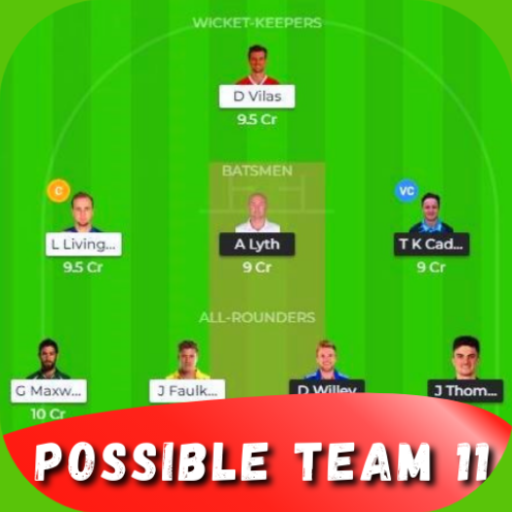 WICKET-KEEPERS
D Vilas
9.5 Cr
BATSMEN
C VC
L Living... A Lyth T K Cad...
9.5 Cr 9 Cr 9 Cr
ALL-ROUNDERS
G Maxw... J Faulk... D Willey J Thom...
10 Cr
POSSIBLE TEAM 11